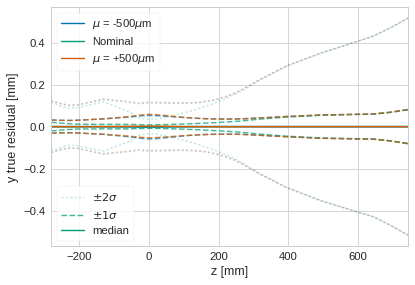 μ = -500μm
Nominal
μ = +500μm
y true residual [mm]
0.4
0.2
0.0
−0.2
−0.4
±2σ
±1σ
median
−200 0 200 400 600
z [mm]